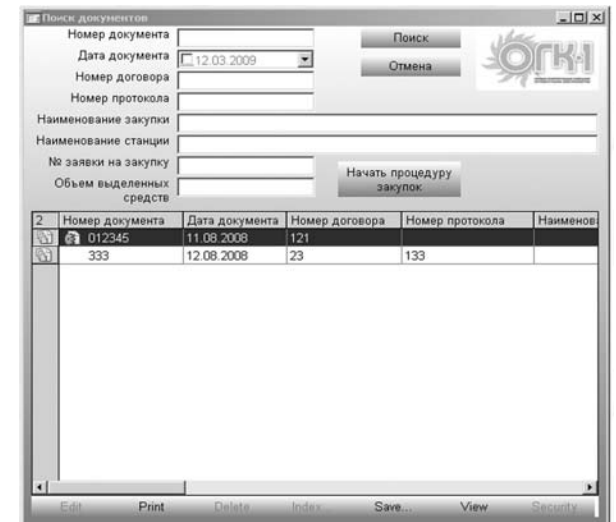 Поиск документов
Номер документа
Поиск
Дата документа
12.03.2009
Отмена
ОГК-1
Номер договора
Номер протокола
Наименование закупки
Наименование станции
№ заявки на закупку
Начать процедуру
закупок
Объем выделенных
средств
2 Номер документа Дата документа Номер договора Номер протокола Наименов
012345 11.08.2008 121
333 12.08.2008 23 133
Edit Print Delete Index... Save... View Security